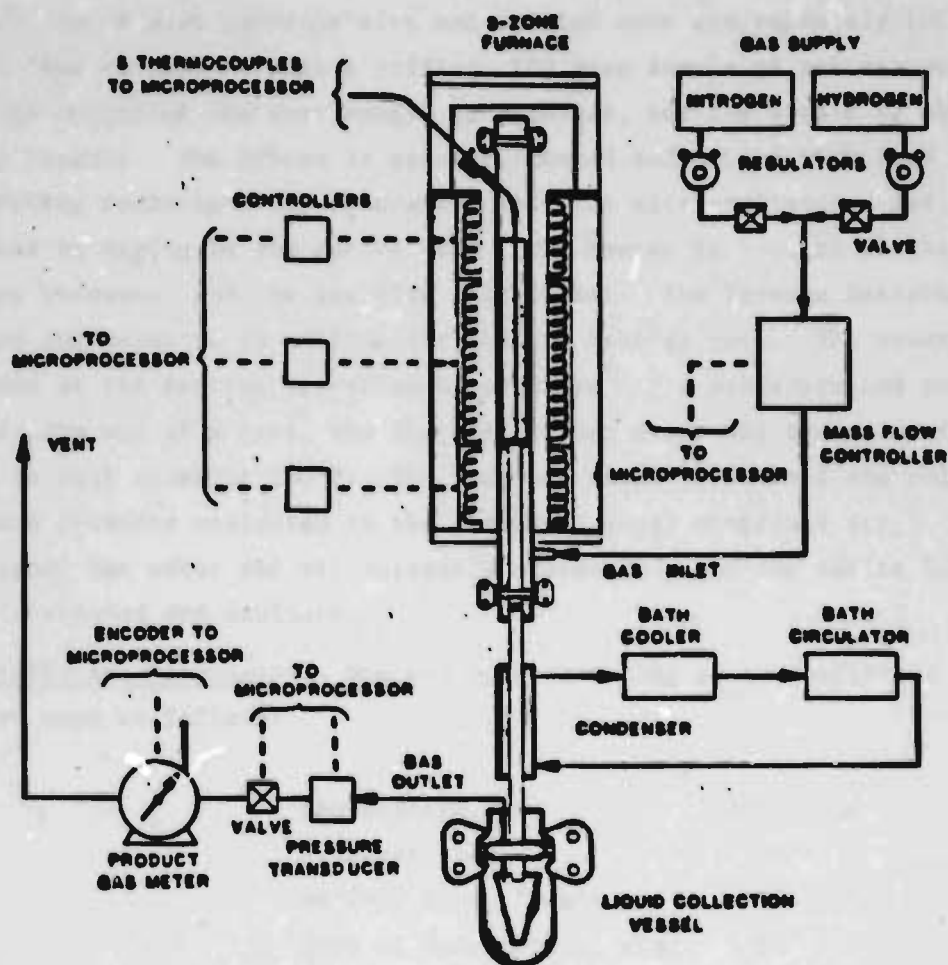 3-ZONE
FURNACE
GAS SUPPLY
THERMOCOUPLES
TO MICROPROCESSOR
NITROGEN
HYDROGEN
REGULATORS
CONTROLLERS
VALVE
TO
MICROPROCESSOR
VENT
TO
MICROPROCESSOR
MASS FLOW
CONTROLLER
GAS INLET
ENCODER TO
MICROPROCESSOR
TO
MICROPROCESSOR
BATH
COOLER
BATH
CIRCULATOR
CONDENSER
GAS
OUTLET
VALVE
PRODUCT
GAS METER
PRESSURE
TRANSDUCER
LIQUID COLLECTION
VESSEL